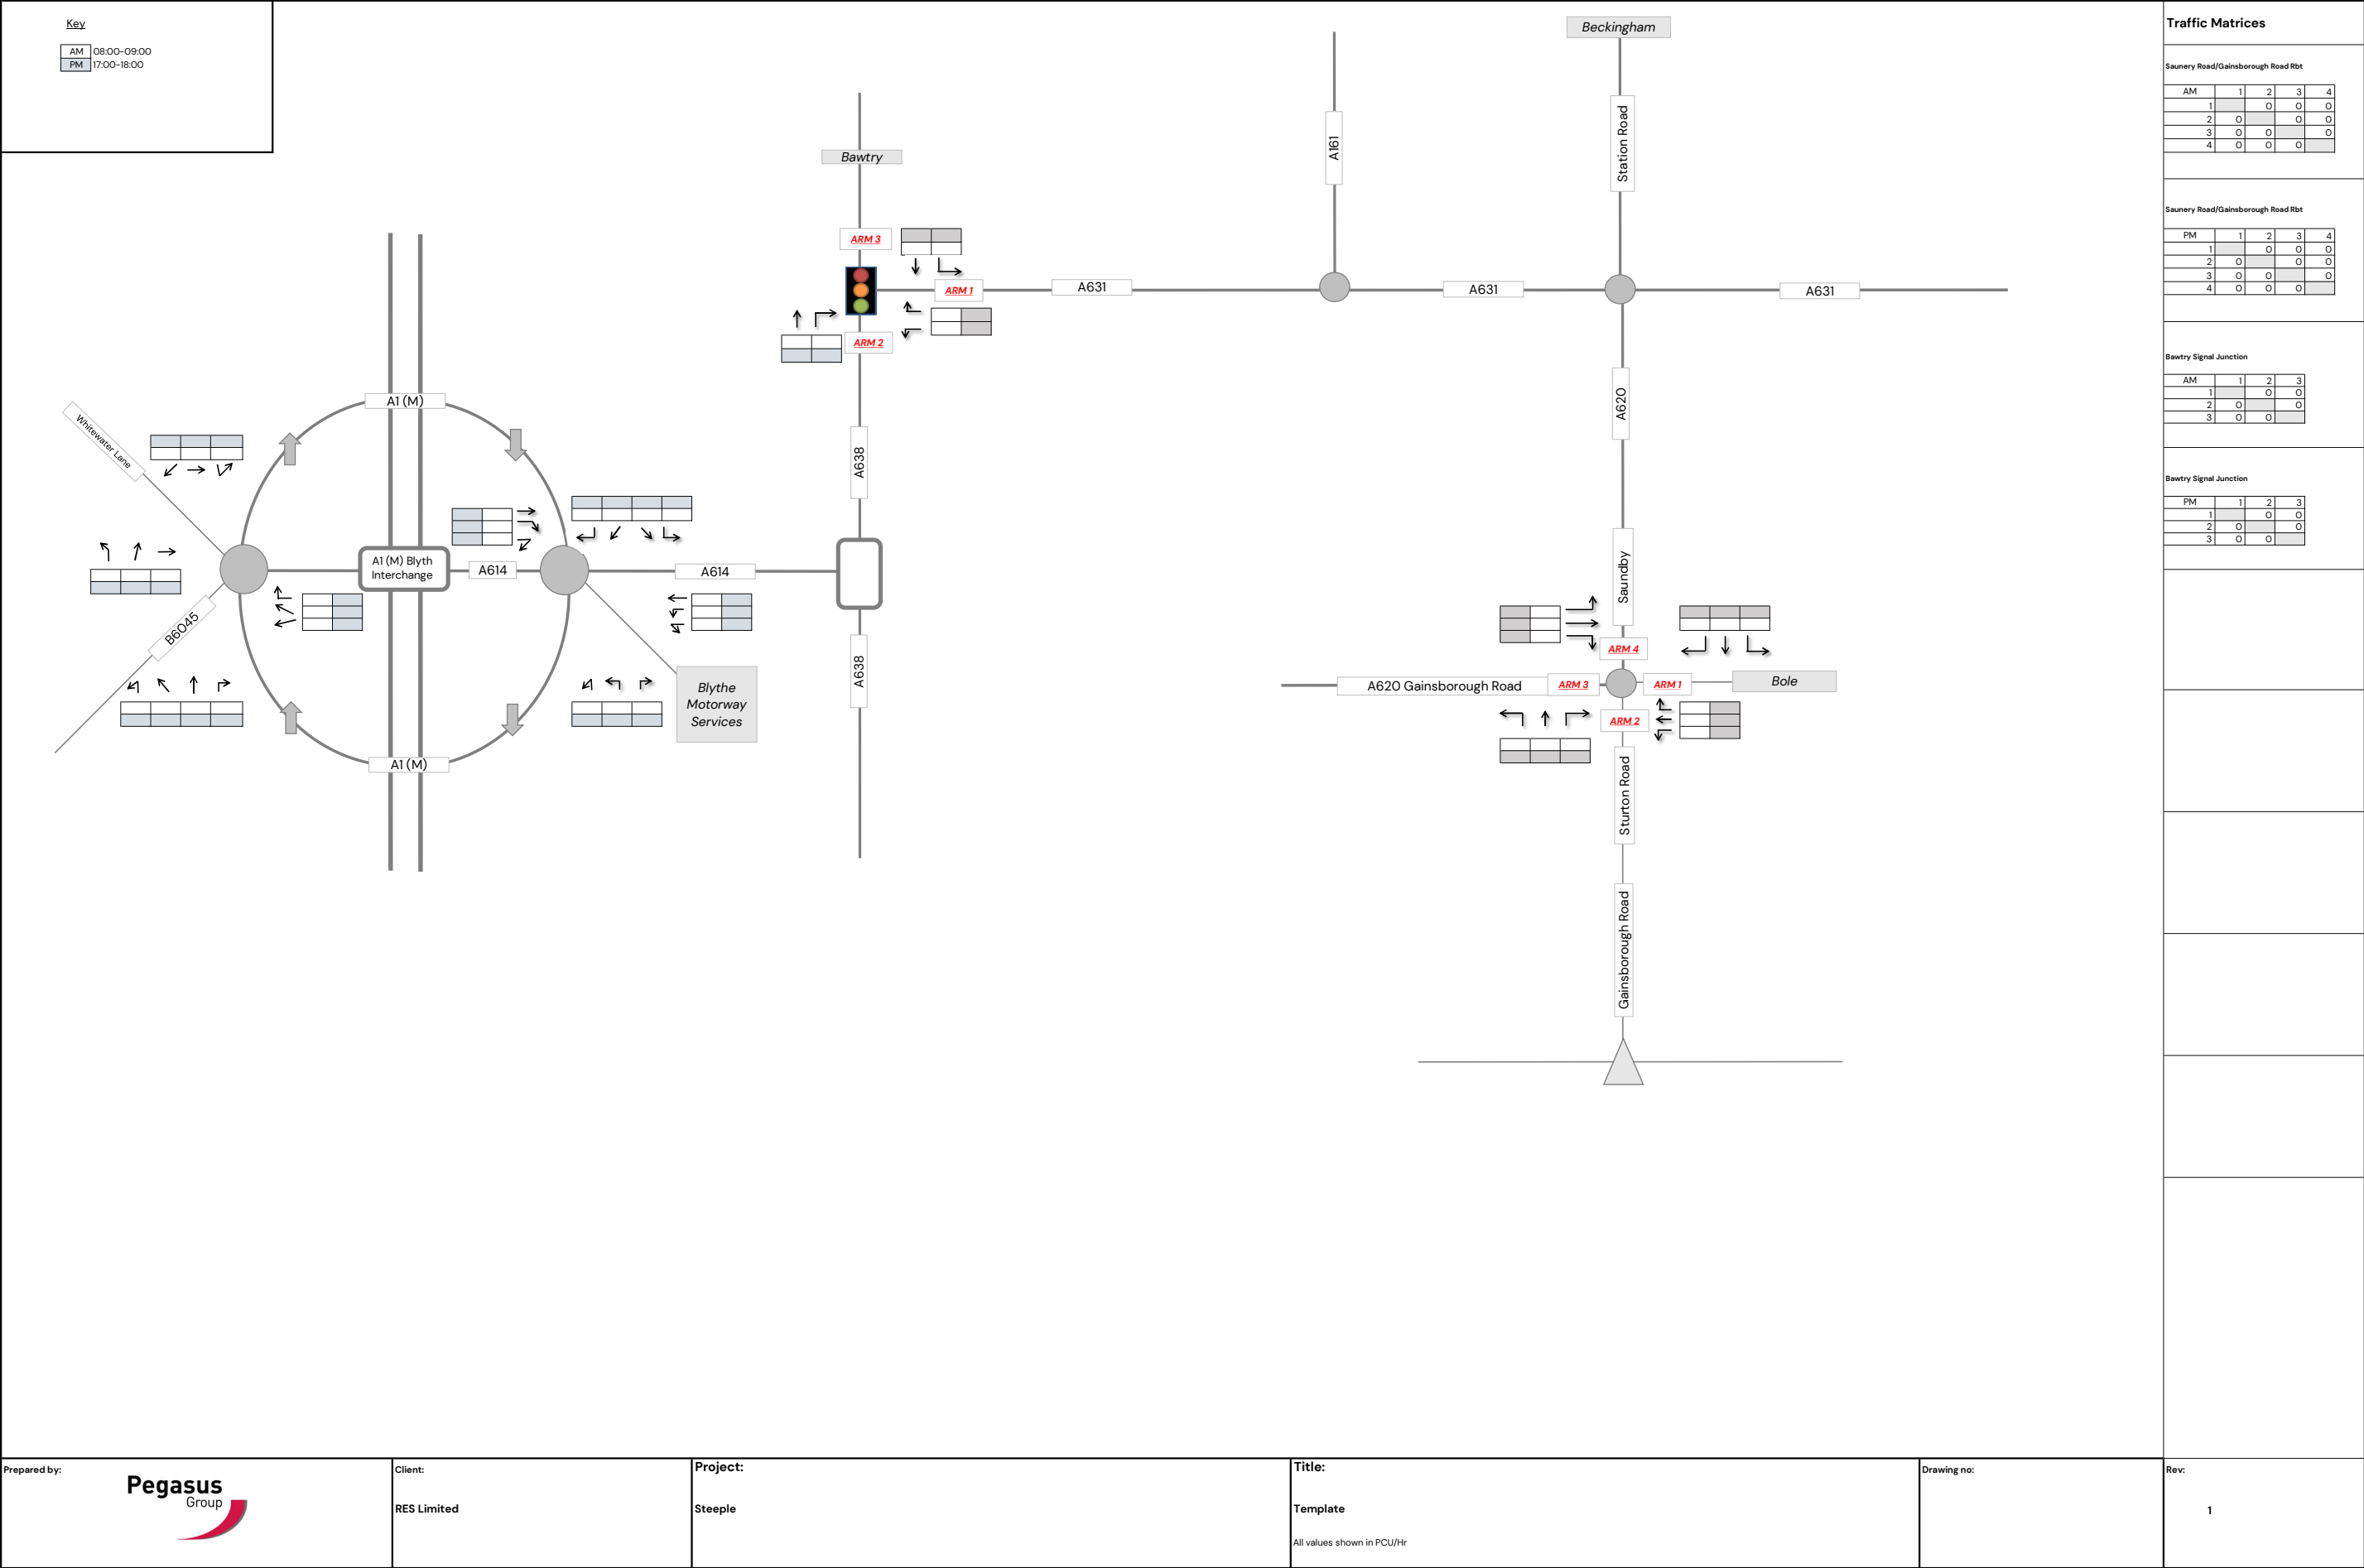 Key
AM 08:00-09:00
PM 17:00-18:00
Beckingham
Station Road
A161
Bawtry
ARM 3
ARM 1
A631
A631
A631
ARM 2
A620
A638
A1 (M)
Whitewater Lane
A1 (M) Blyth
Interchange
A614
A614
Saundby
B6045
A638
Blythe
Motorway
Services
A1 (M)
ARM 4
A620 Gainsborough Road
ARM 3
ARM 1
Bole
ARM 2
Sturton Road
Gainsborough Road
Traffic Matrices
Saunery Road/Gainsborough Road Rbt
AM 1 2 3 4
1 0 0 0
2 0 0 0
3 0 0 0
4 0 0 0
Saunery Road/Gainsborough Road Rbt
PM 1 2 3 4
1 0 0 0
2 0 0 0
3 0 0 0
4 0 0 0
Bawtry Signal Junction
AM 1 2 3
1 0 0
2 0 0
3 0 0
Bawtry Signal Junction
PM 1 2 3
1 0 0
2 0 0
3 0 0
Prepared by:
Pegasus
Group
Client:
RES Limited
Project:
Steeple
Title:
Template
All values shown in PCU/Hr
Drawing no:
Rev:
1